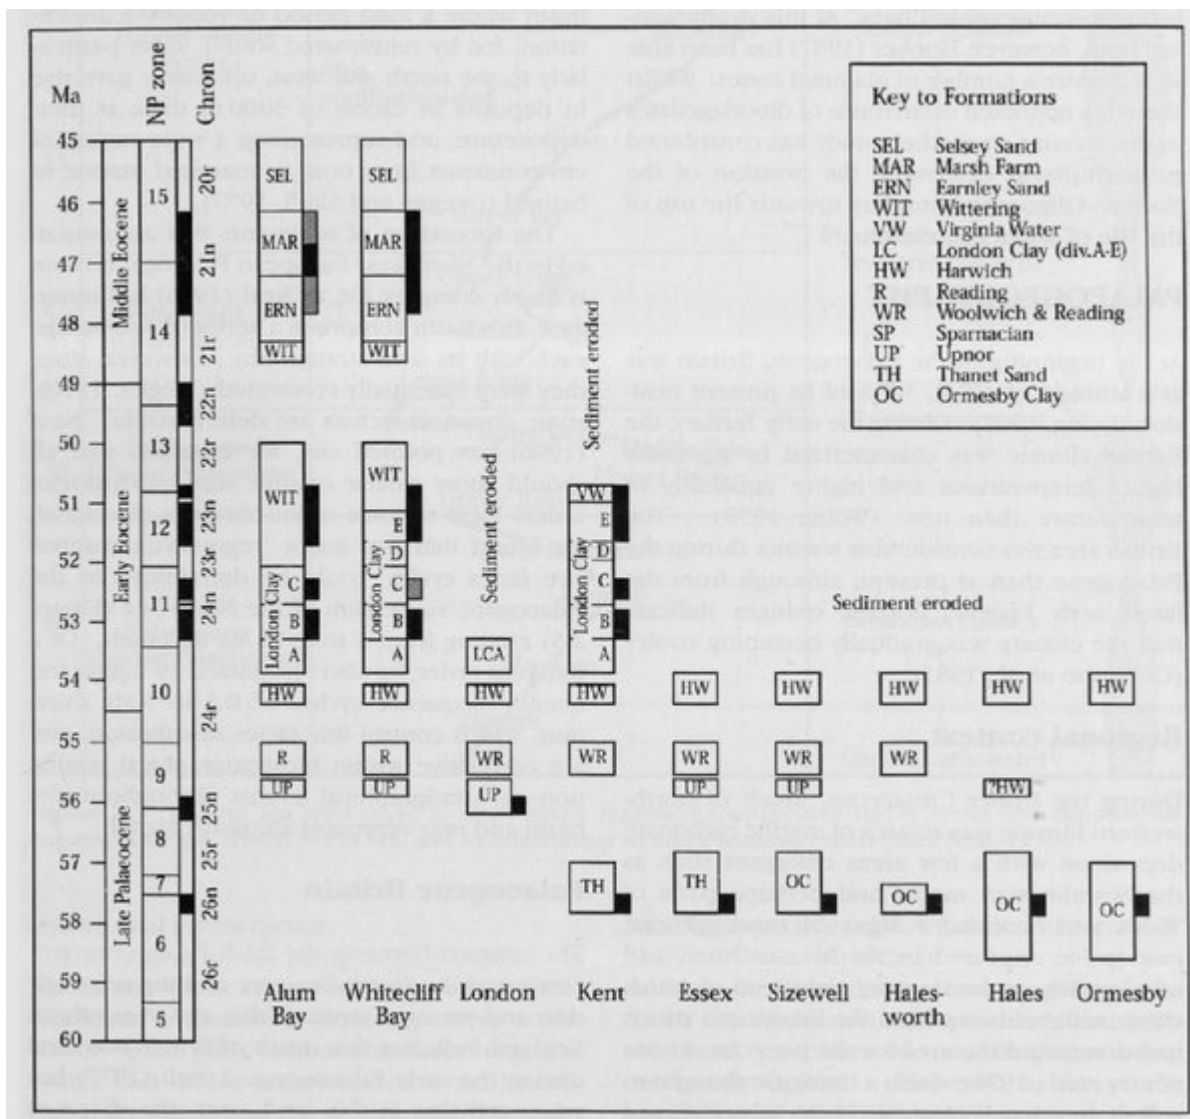 Ma
NP zone
Chron
45
46
47
48
49
50
51
52
53
54
55
56
57
58
59
60
Middle Eocene
Early Eocene
Late Palaeocene
15
14
13
12
11
10
9
8
7
6
5
20r
21n
21r
22n
22r
23n
23r
24n
24r
25n
25r
26n
26r
SEL
MAR
ERN
WIT
WIT
London Clay
C
B
A
HW
R
UP
Alum
Bay
SEL
MAR
ERN
WIT
WIT
London Clay
E
D
C
B
A
HW
R
UP
Whitecliff
Bay
Sediment eroded
LCA
HW
WR
UP
London
Sediment eroded
VW
London Clay
E
D
C
B
A
HW
WR
TH
Kent
HW
WR
UP
TH
Essex
HW
WR
UP
OC
Sizewell
Sediment eroded
HW
WR
OC
Hales-
worth
HW
?HW
OC
Hales
HW
OC
Ormesby
Key to Formations
SEL Selsey Sand
MAR Marsh Farm
ERN Earnley Sand
WIT Wittering
VW Virginia Water
LC London Clay (div.A-E)
HW Harwich
R Reading
WR Woolwich & Reading
SP Sparnacian
UP Upnor
TH Thanet Sand
OC Ormesby Clay